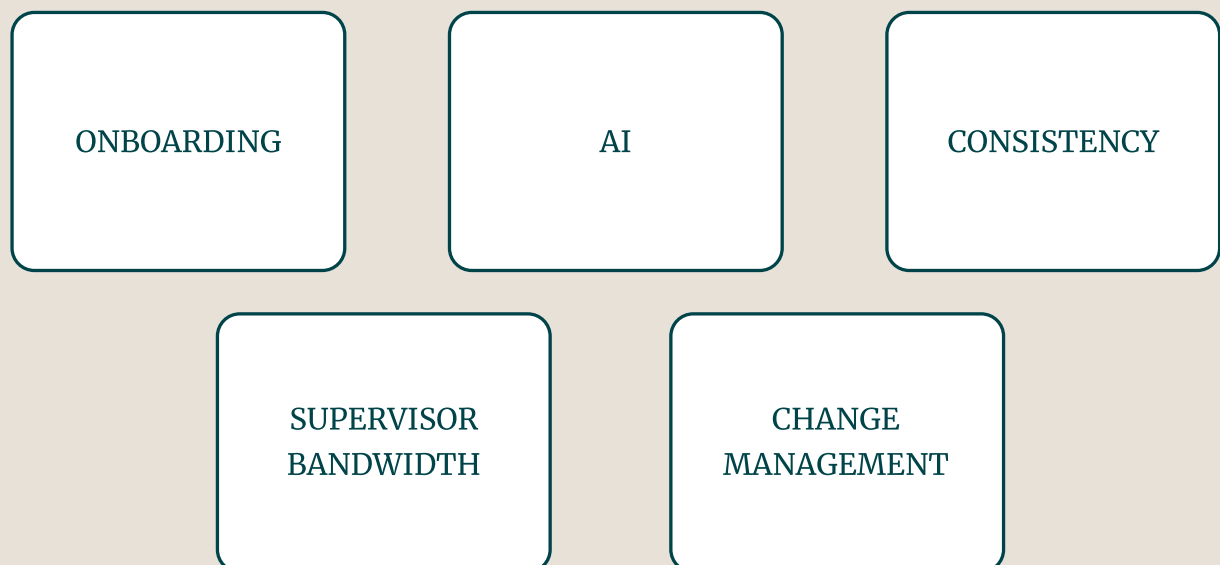 ONBOARDING
AI
CONSISTENCY
SUPERVISOR
BANDWIDTH
CHANGE
MANAGEMENT